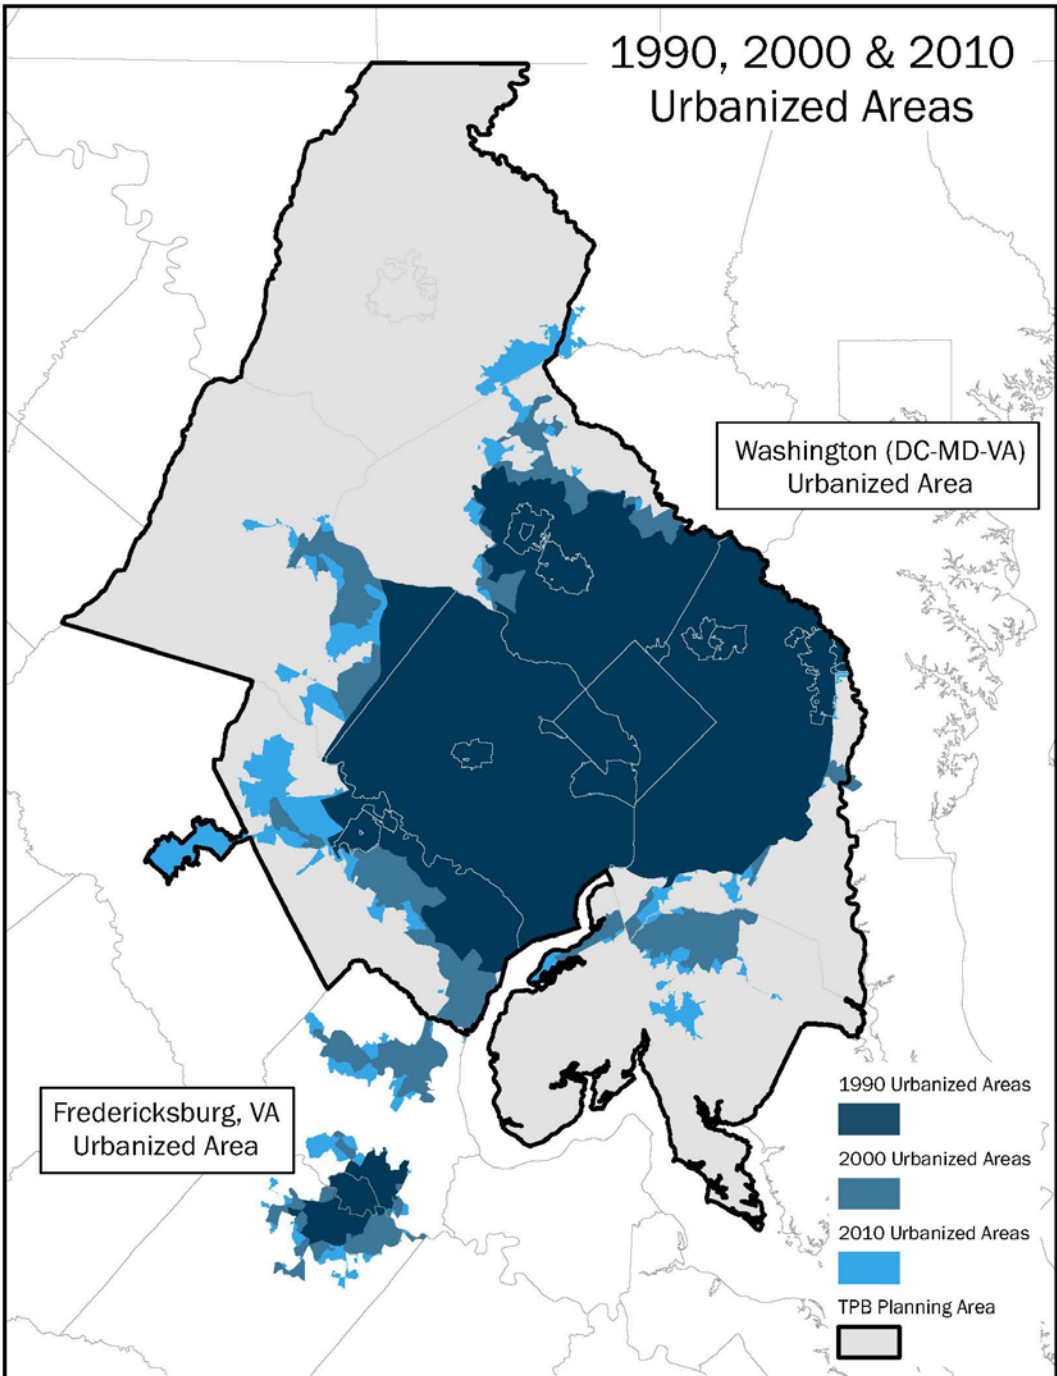 1990, 2000 & 2010
Urbanized Areas
Washington (DC-MD-VA)
Urbanized Area
Fredericksburg, VA
Urbanized Area
1990 Urbanized Areas
2000 Urbanized Areas
2010 Urbanized Areas
TPB Planning Area